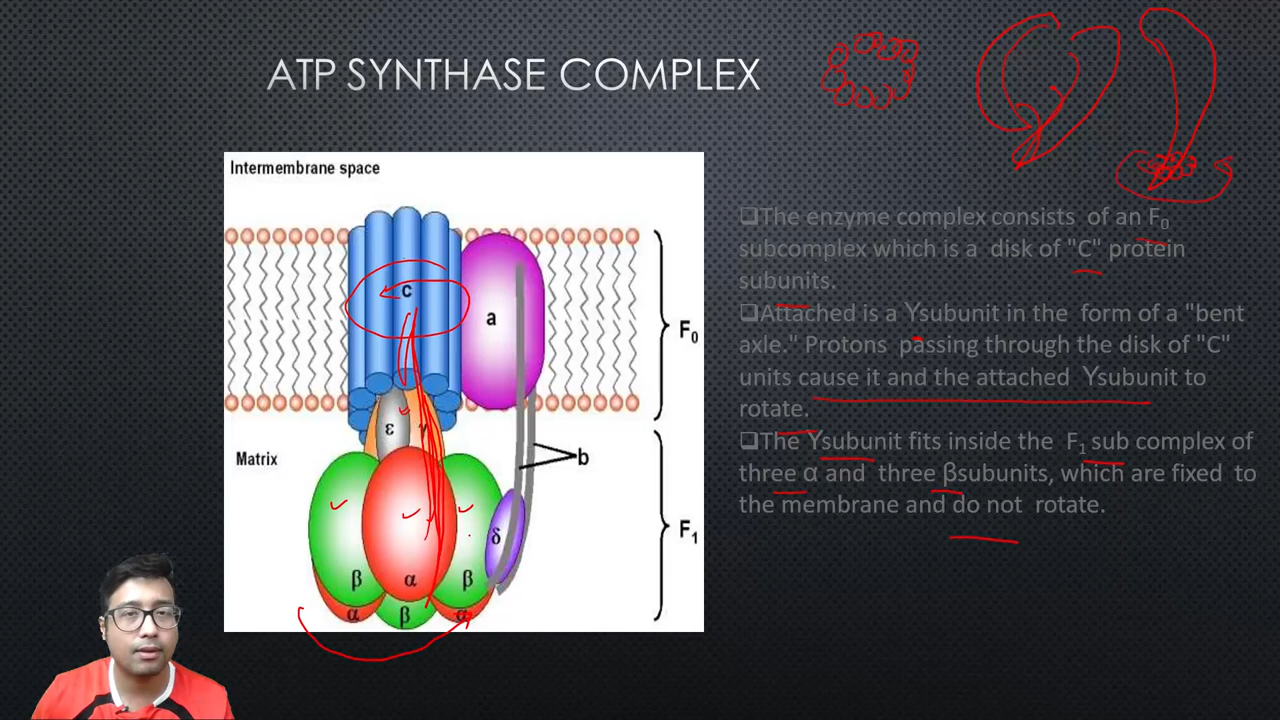 ATP SYNTHASE COMPLEX
Intermembrane space
c
a
F0
ε
γ
Matrix
b
δ
F1
β
α
β
α
β
α
❑The enzyme complex consists of an F0
subcomplex which is a disk of "C" protein
subunits.
❑Attached is a Ysubunit in the form of a "bent
axle." Protons passing through the disk of "C"
units cause it and the attached Ysubunit to
rotate.
❑The Ysubunit fits inside the F1 sub complex of
three α and three βsubunits, which are fixed to
the membrane and do not rotate.